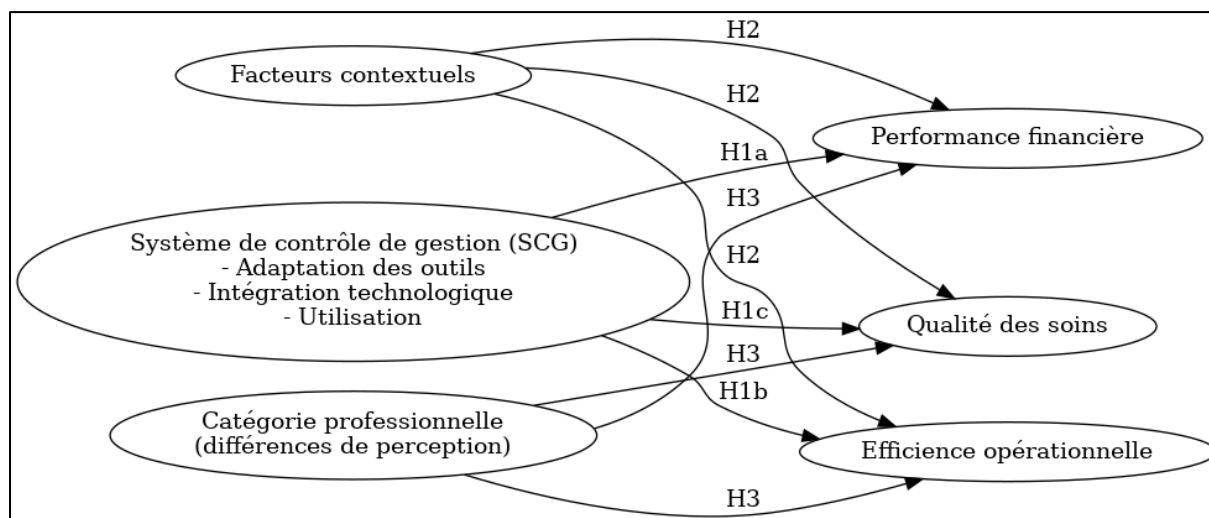 H2
Facteurs contextuels
H2
Performance financière
H1a
H3
Système de contrôle de gestion (SCG)
- Adaptation des outils
- Intégration technologique
- Utilisation
H2
H1c
Qualité des soins
H3
H1b
Catégorie professionnelle
(différences de perception)
Efficience opérationnelle
H3